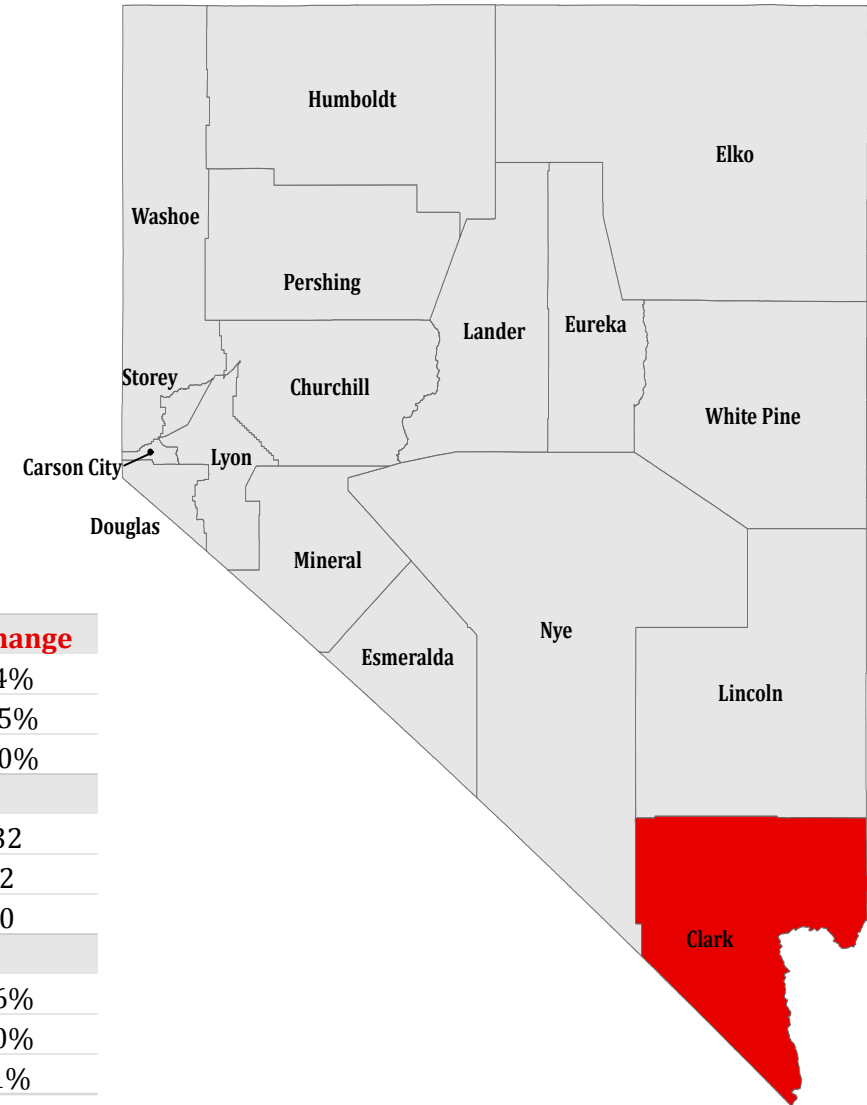 Humboldt
Elko
Washoe
Pershing
Eureka
Lander
Storey
Churchill
White Pine
Lyon
Carson City
Douglas
Mineral
Nye
Esmeralda
Lincoln
Clark
hange
4%
5%
0%
32
2
0
6%
0%
1%